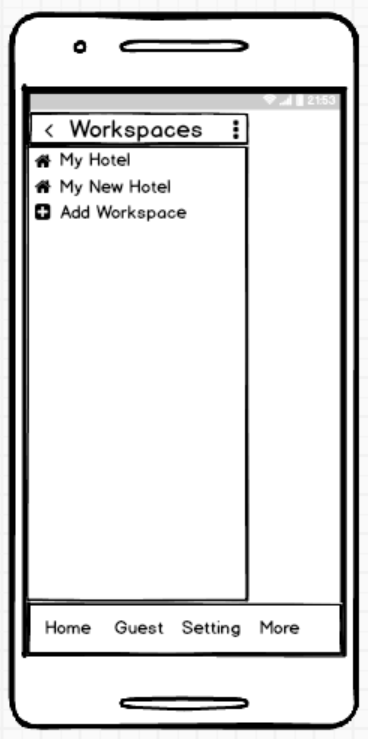 21:53
< Workspaces
My Hotel
My New Hotel
Add Workspace
Home Guest Setting More